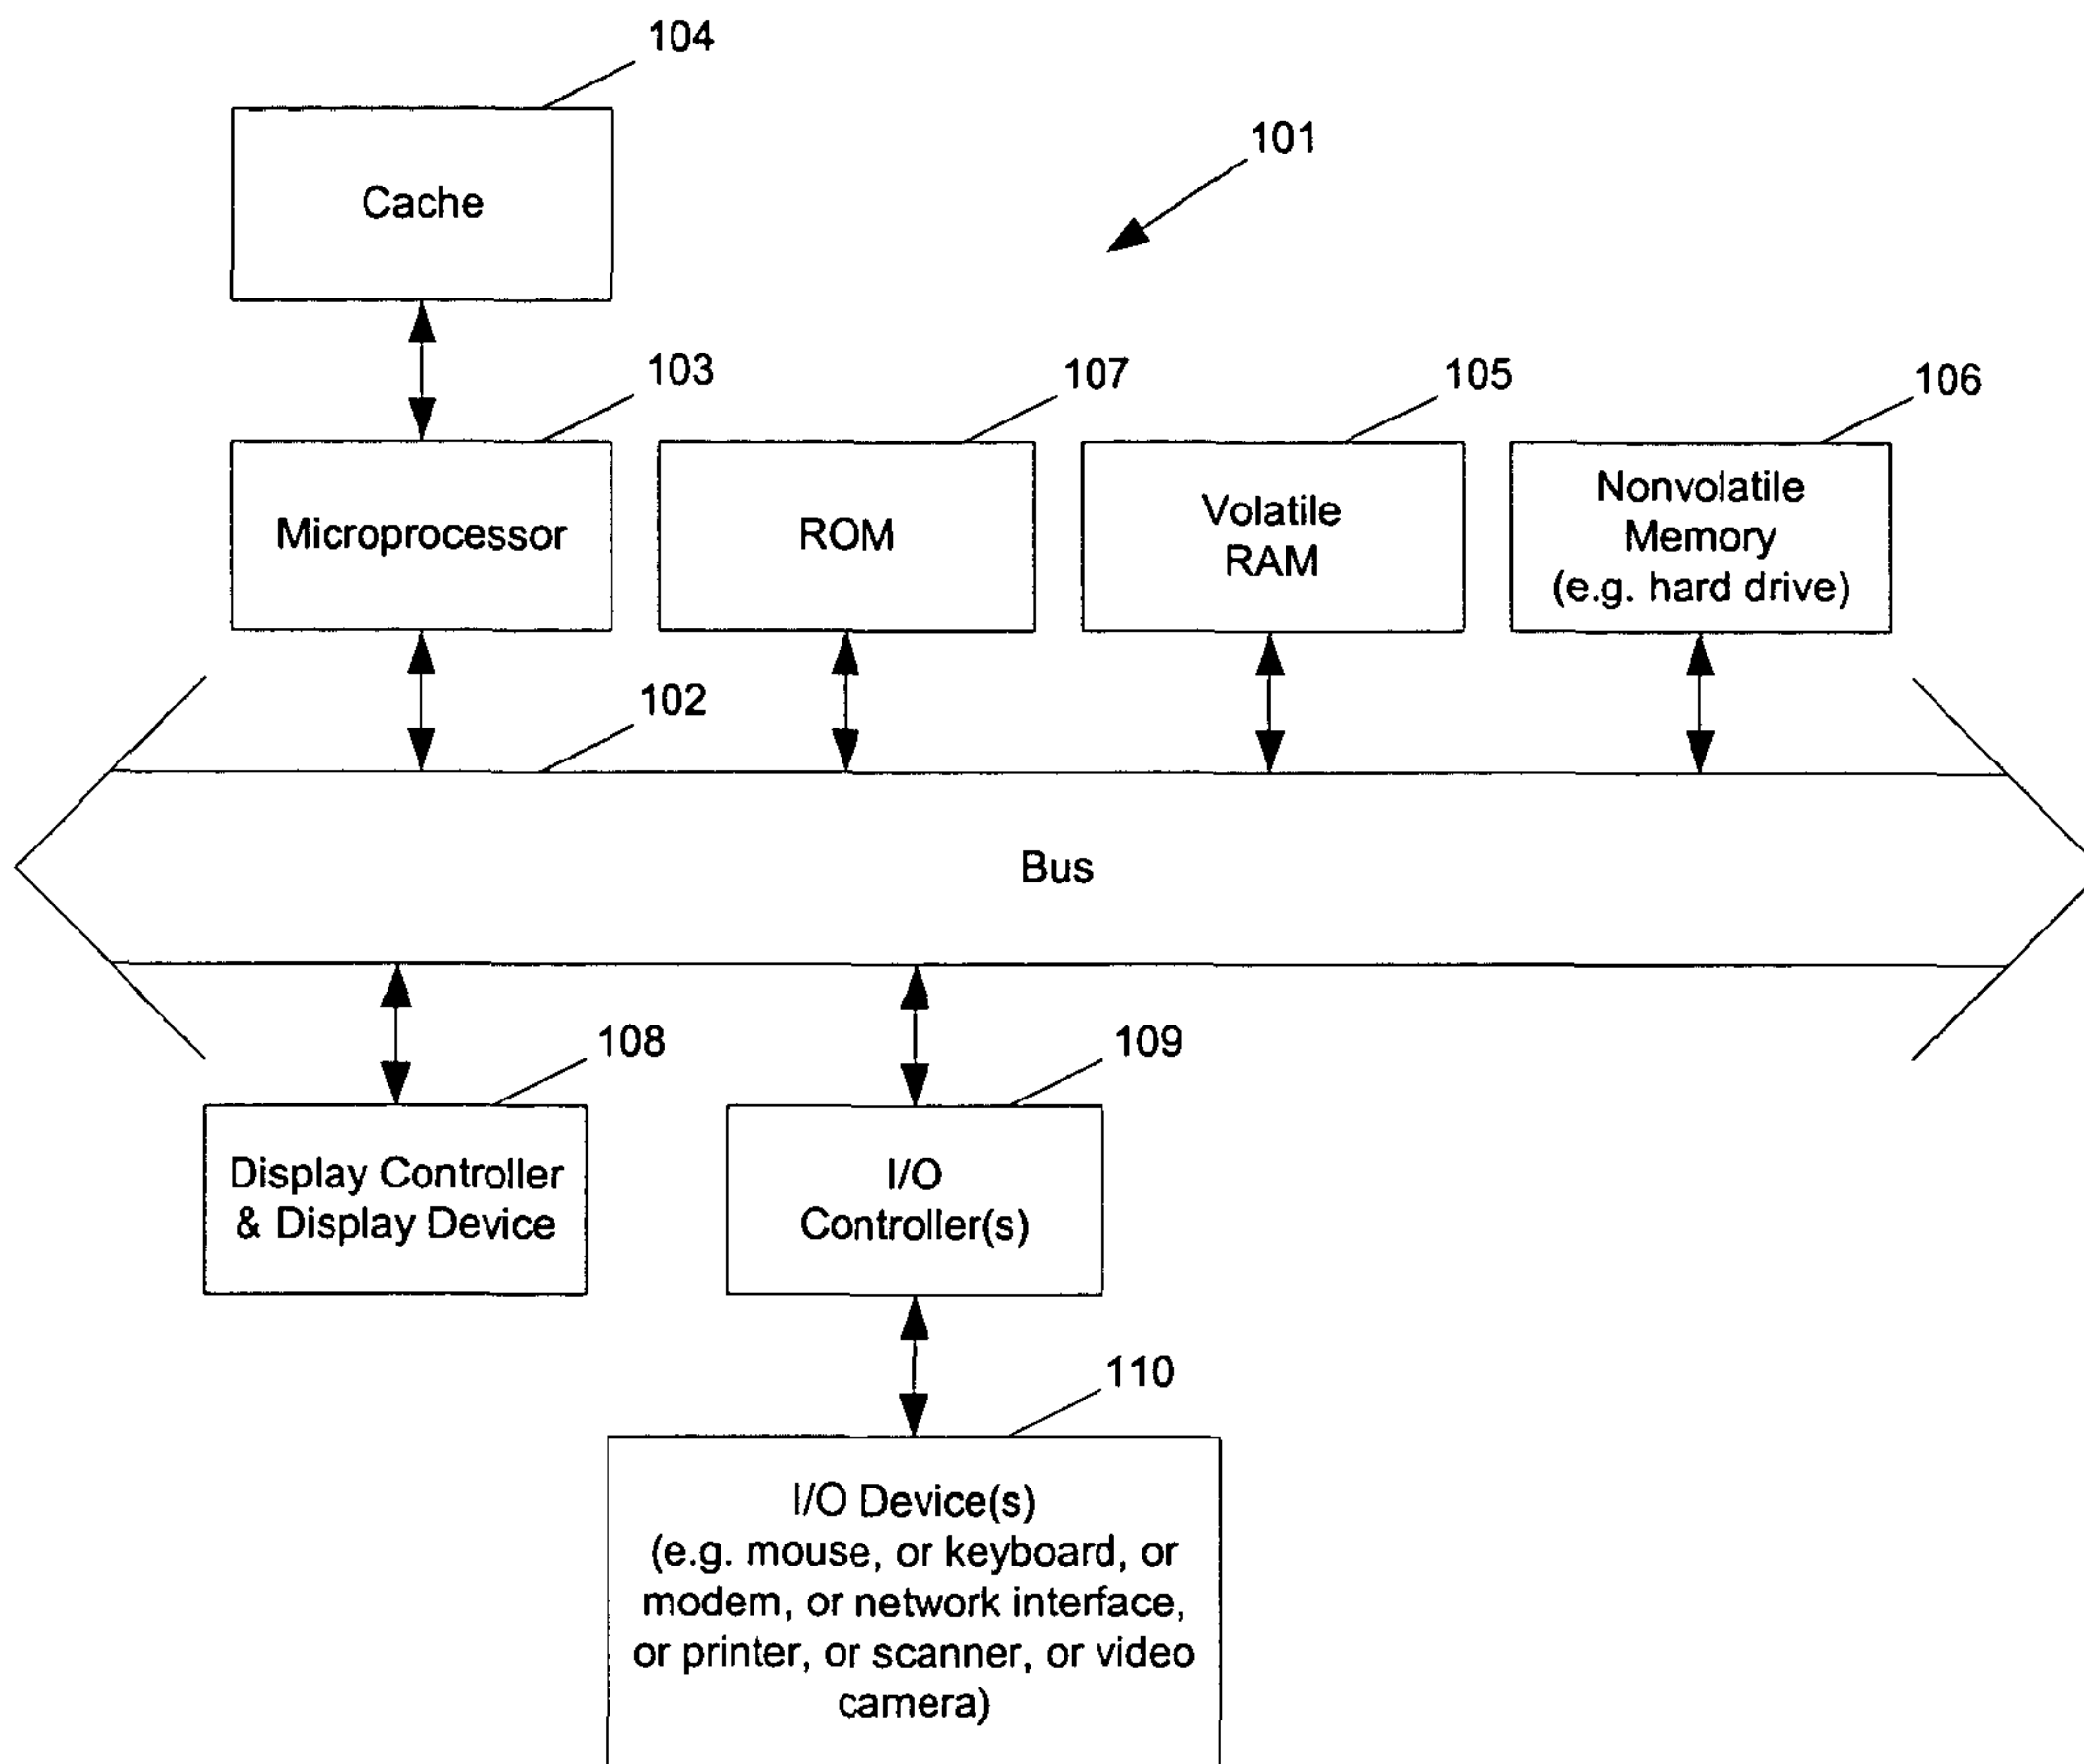 104
Cache
101
103
107
105
106
Microprocessor
ROM
Volatile
RAM
Nonvolatile
Memory
(e.g. hard drive)
102
Bus
108
109
Display Controller
& Display Device
I/O
Controller(s)
110
I/O Device(s)
(e.g. mouse, or keyboard, or
modem, or network interface,
or printer, or scanner, or video
camera)